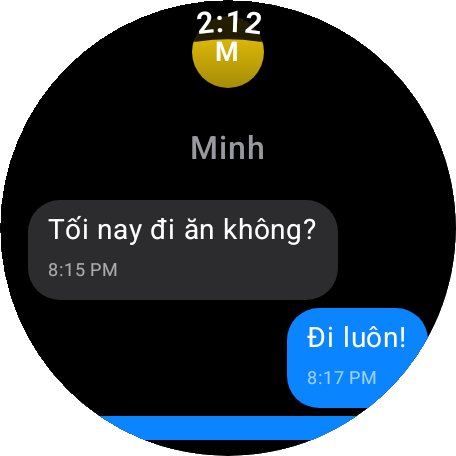 2:12
M
Minh
Tối nay đi ăn không?
8:15 PM
Đi luôn!
8:17 PM